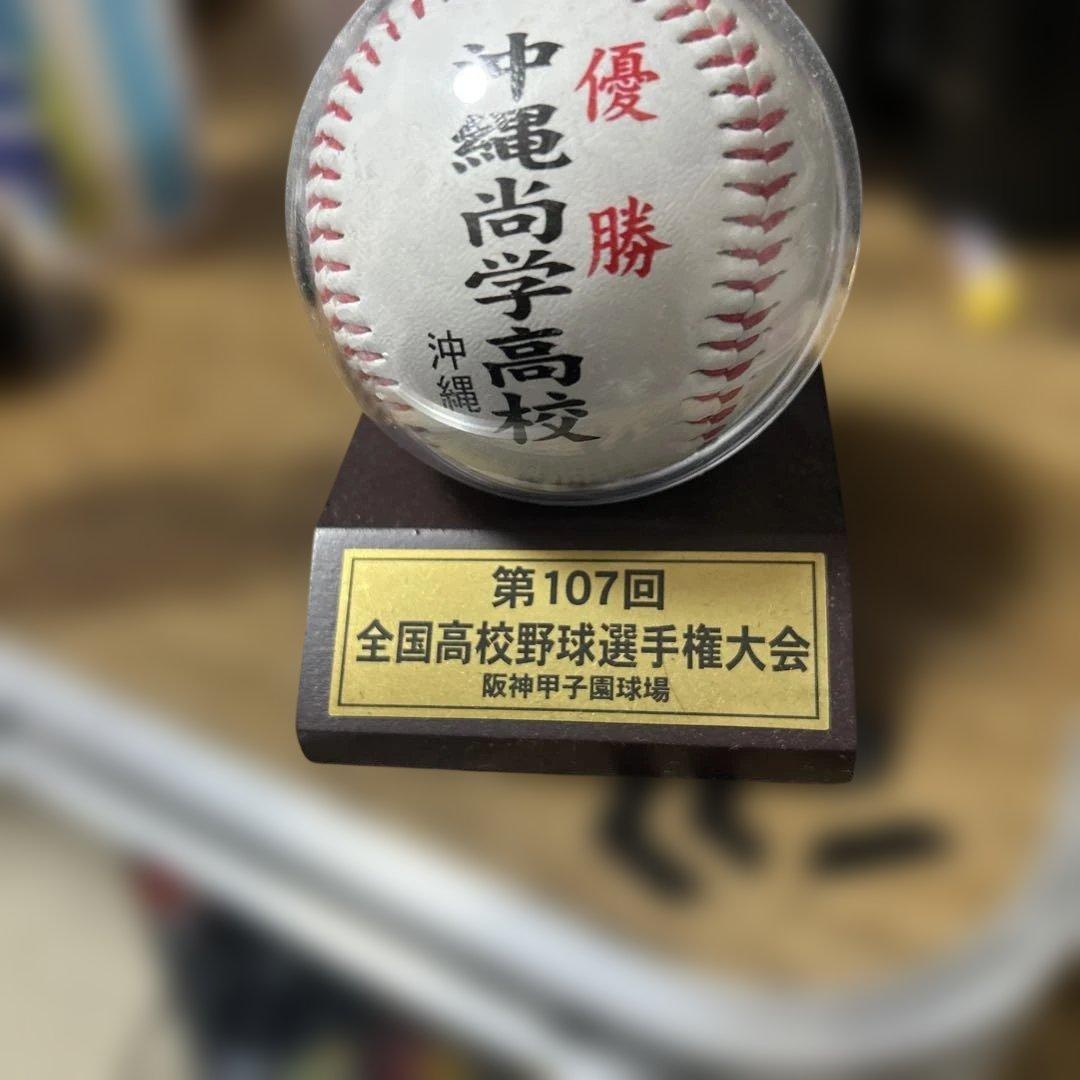 優勝
沖縄尚学高校
沖縄
第107回
全国高校野球選手権大会
阪神甲子園球場